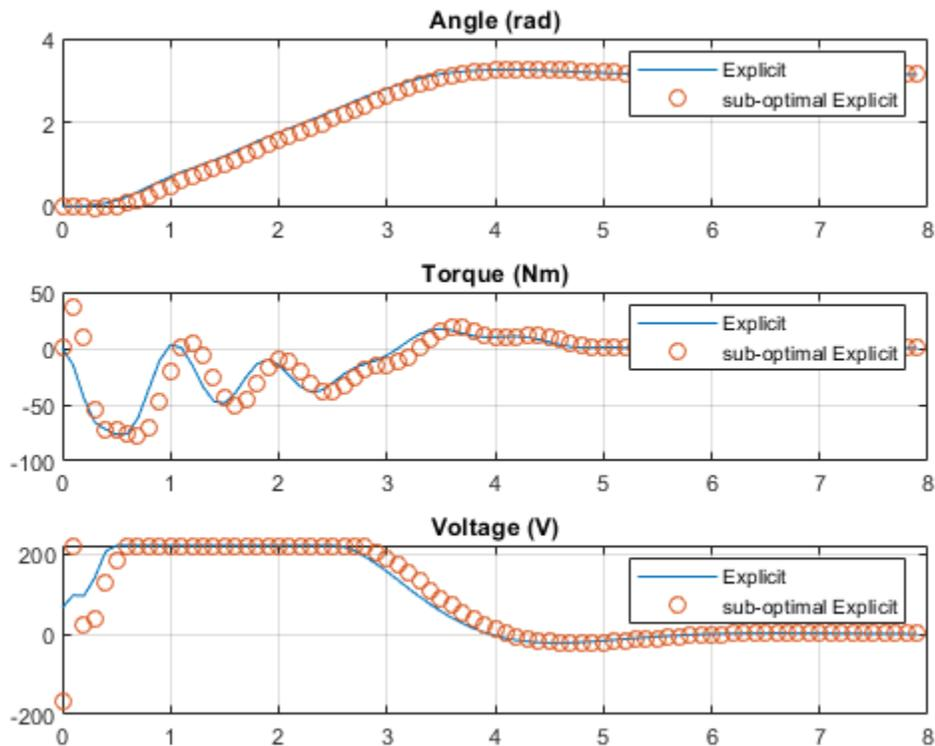 Angle (rad)
4
2
0
Explicit
sub-optimal Explicit
0 1 2 3 4 5 6 7 8
Torque (Nm)
50
0
-50
-100
Explicit
sub-optimal Explicit
0 1 2 3 4 5 6 7 8
Voltage (V)
200
0
-200
Explicit
sub-optimal Explicit
0 1 2 3 4 5 6 7 8